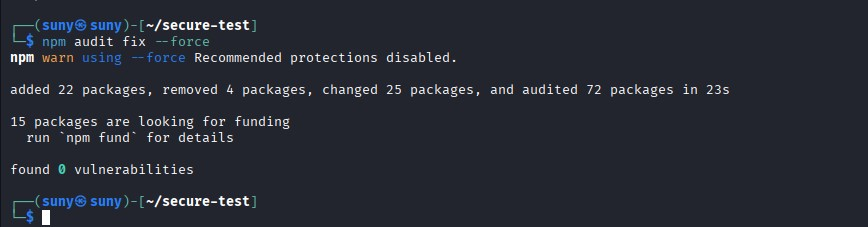 ┌──(suny㉿suny)-[~/secure-test]
└─$ npm audit fix --force
npm warn using --force Recommended protections disabled.
added 22 packages, removed 4 packages, changed 25 packages, and audited 72 packages in 23s
15 packages are looking for funding
  run `npm fund` for details
found 0 vulnerabilities
┌──(suny㉿suny)-[~/secure-test]
└─$